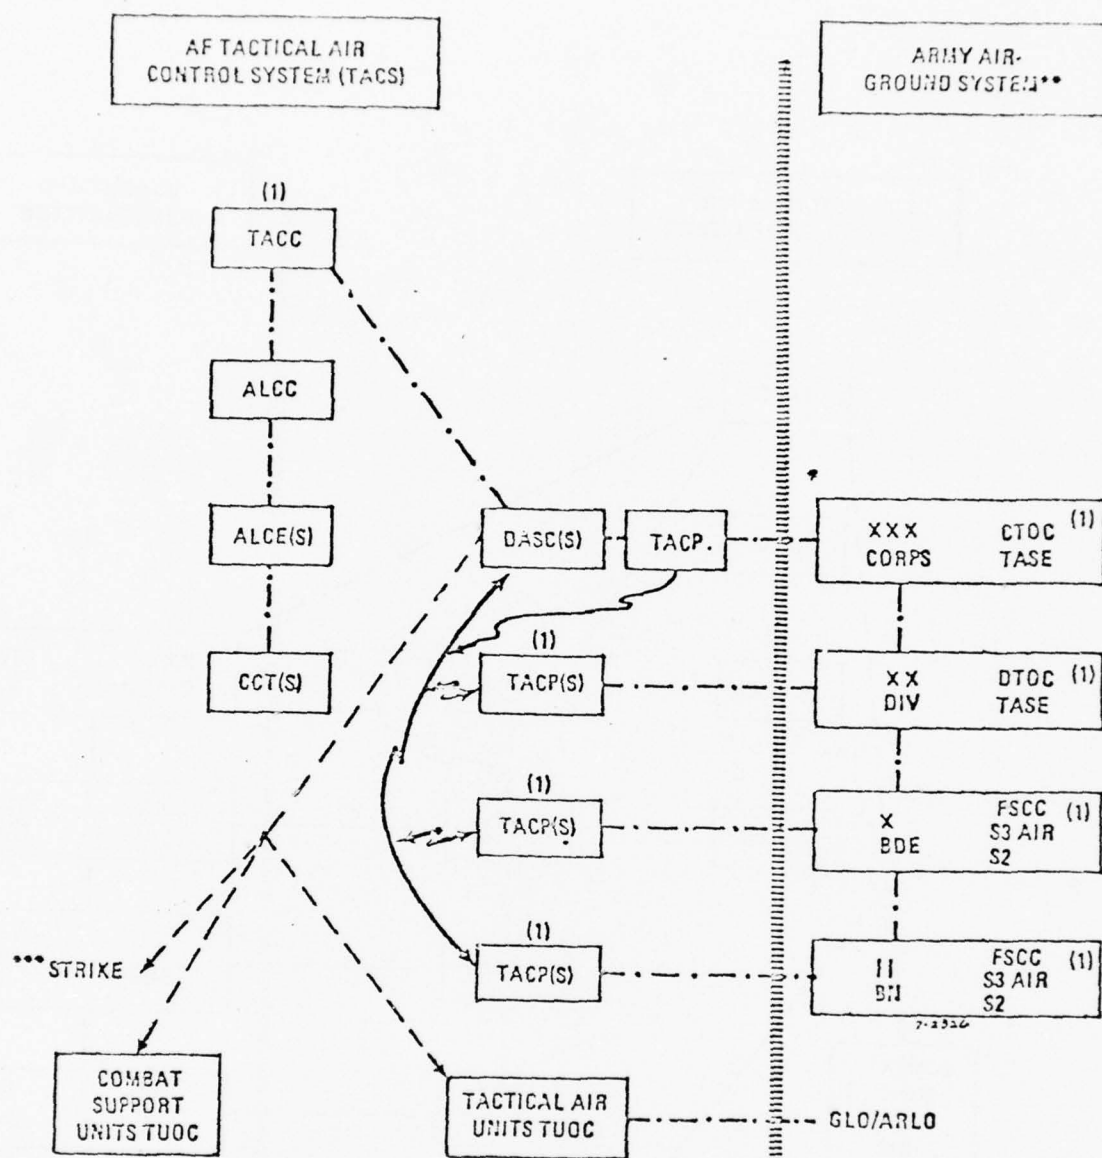 AF TACTICAL AIR
CONTROL SYSTEM (TACS)
ARMY AIR-
GROUND SYSTEM**
(1)
TACC
ALCC
ALCE(S)
CCT(S)
DASC(S)
TACP.
XXX
CORPS
CTOC (1)
TASE
(1)
TACP(S)
XX
DIV
DTOC (1)
TASE
(1)
TACP(S)
X
BDE
FSCC (1)
S3 AIR
S2
(1)
TACP(S)
II
BN
FSCC (1)
S3 AIR
S2
7-2326
***STRIKE
COMBAT
SUPPORT
UNITS TUOC
TACTICAL AIR
UNITS TUOC
GLO/ARLO